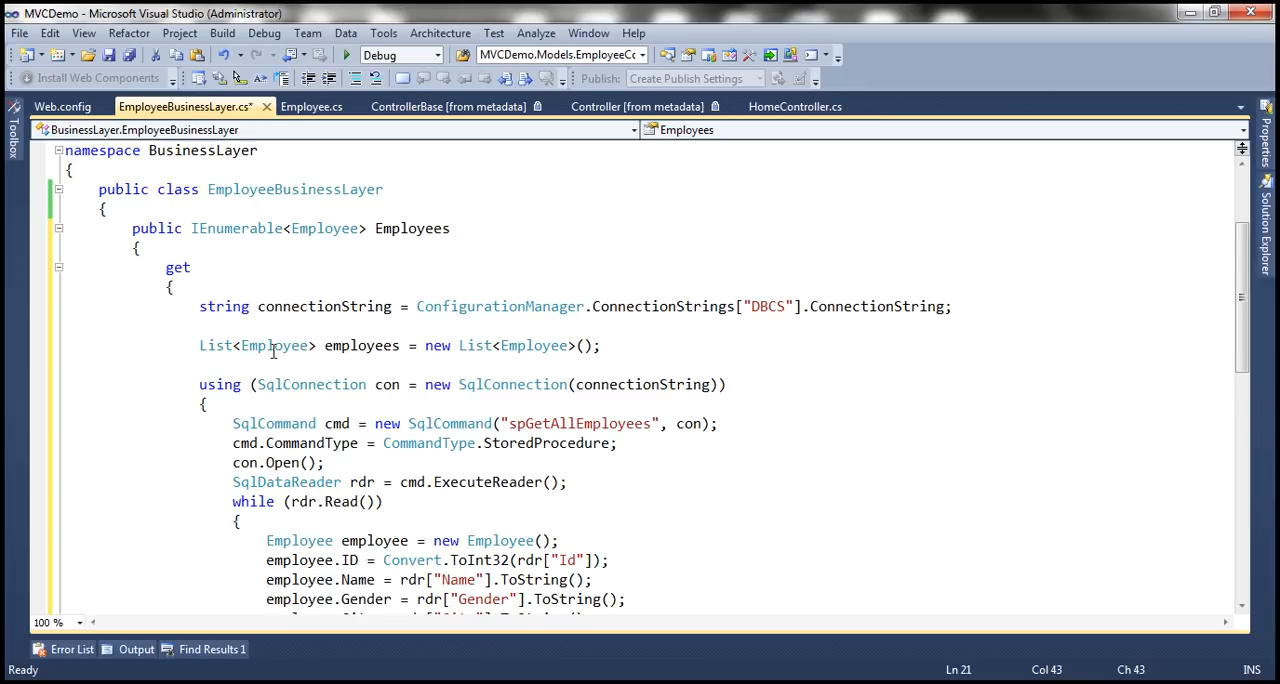 MVCDemo - Microsoft Visual Studio (Administrator)
File Edit View Refactor Project Build Debug Team Data Tools Architecture Test Analyze Window Help
Debug MVCDemo.Models.EmployeeCc
Install Web Components Publish: Create Publish Settings
Web.config EmployeeBusinessLayer.cs* Employee.cs ControllerBase [from metadata] Controller [from metadata] HomeController.cs
Toolbox
Properties
Solution Explorer
BusinessLayer.EmployeeBusinessLayer Employees
namespace BusinessLayer
{
public class EmployeeBusinessLayer
{
public IEnumerable<Employee> Employees
{
get
{
string connectionString = ConfigurationManager.ConnectionStrings["DBCS"].ConnectionString;
List<Employee> employees = new List<Employee>();
using (SqlConnection con = new SqlConnection(connectionString))
{
SqlCommand cmd = new SqlCommand("spGetAllEmployees", con);
cmd.CommandType = CommandType.StoredProcedure;
con.Open();
SqlDataReader rdr = cmd.ExecuteReader();
while (rdr.Read())
{
Employee employee = new Employee();
employee.ID = Convert.ToInt32(rdr["Id"]);
employee.Name = rdr["Name"].ToString();
employee.Gender = rdr["Gender"].ToString();
100 %
Error List Output Find Results 1
Ready Ln 21 Col 43 Ch 43 INS